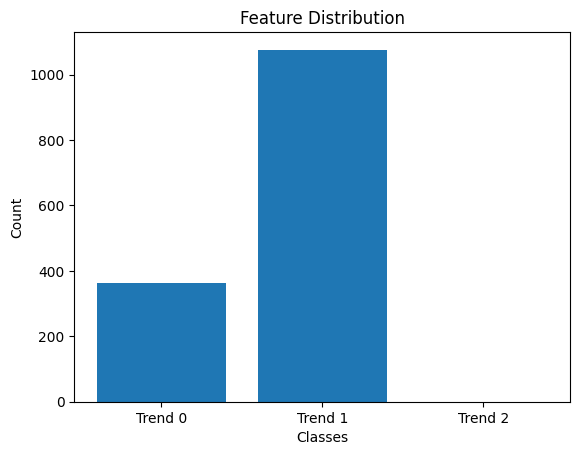 Feature Distribution
1000
800
600
400
200
0
Count
Trend 0
Trend 1
Trend 2
Classes